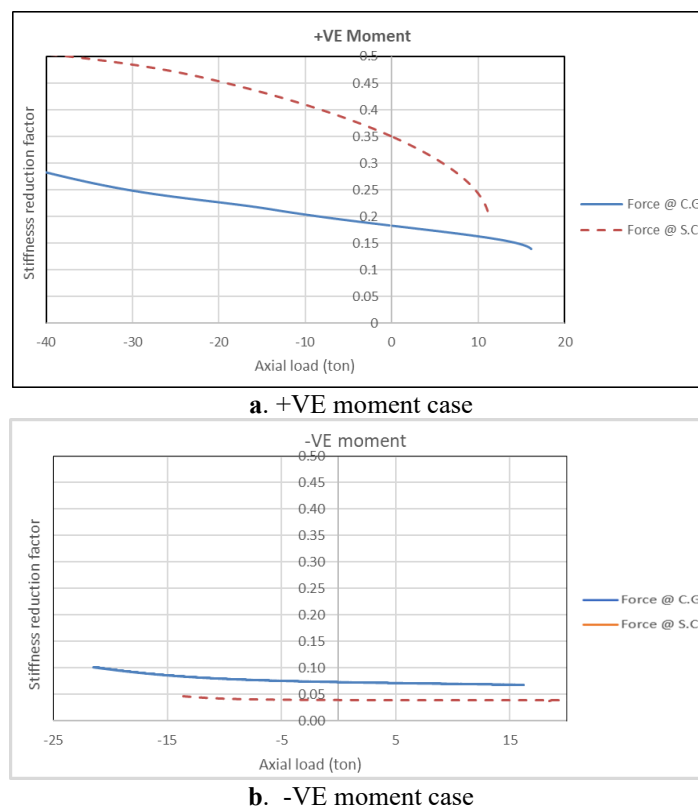 +VE Moment
0.5
0.45
0.4
0.35
0.3
0.25
0.2
0.15
0.1
0.05
0
Stiffnesss reduction factor
-40 -30 -20 -10 0 10 20
Axial load (ton)
Force @ C.G
Force @ S.C
a. +VE moment case
-VE moment
0.50
0.45
0.40
0.35
0.30
0.25
0.20
0.15
0.10
0.05
0.00
Stiffness reduction factor
-25 -15 -5 5 15
Axial load (ton)
Force @ C.G
Force @ S.C
b. -VE moment case